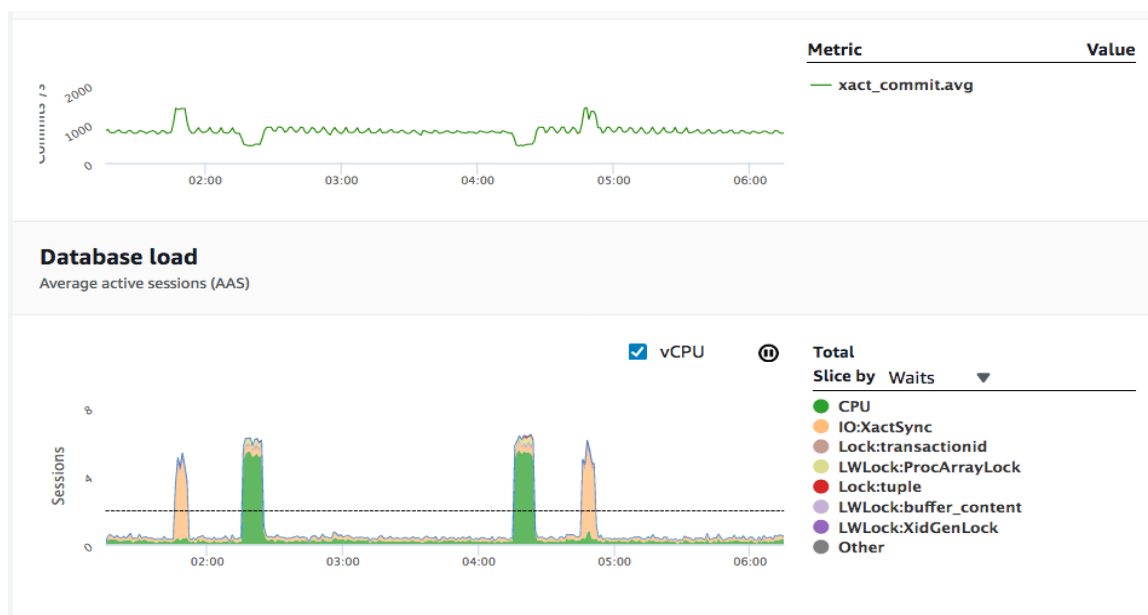 Metric Value
xact_commit.avg
2000
1000
0
02:00 03:00 04:00 05:00 06:00
Database load
Average active sessions (AAS)
vCPU
Total
Slice by Waits
CPU
IO:XactSync
Lock:transactionid
LWLock:ProcArrayLock
Lock:tuple
LWLock:buffer_content
LWLock:XidGenLock
Other
Sessions
8
4
0
02:00 03:00 04:00 05:00 06:00